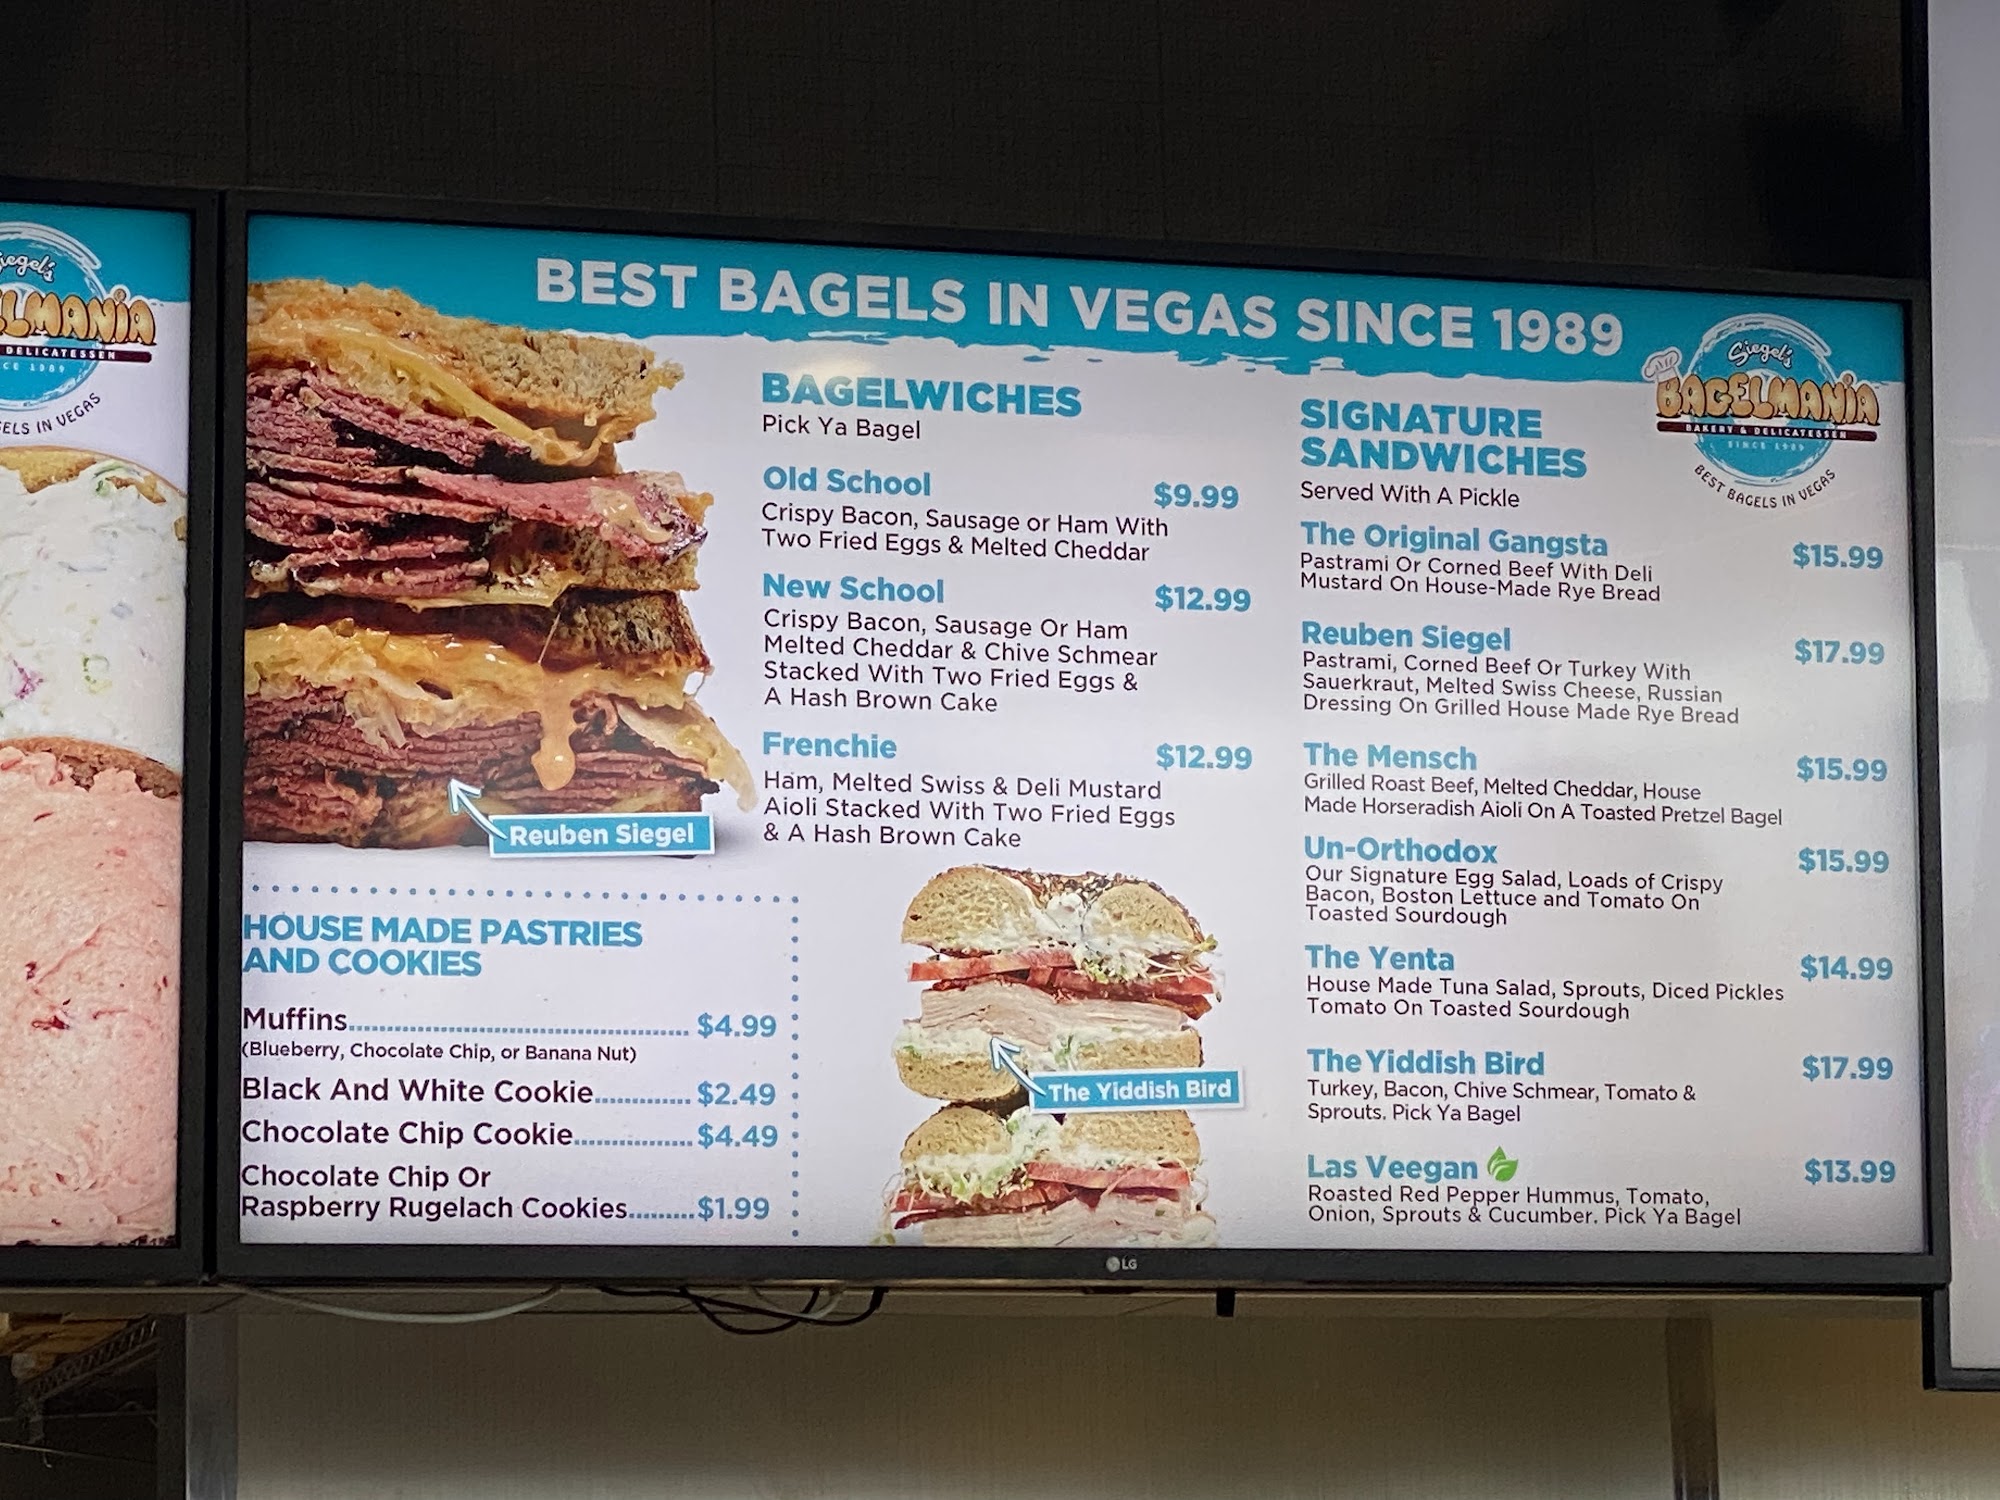 Siegel's
LMANIA
DELICATESSEN
CE 1989
ELS IN VEGAS
BEST BAGELS IN VEGAS SINCE 1989
Siegel's
BAGELMANIA
BAKERY & DELICATESSEN
SINCE 1989
BEST BAGELS IN VEGAS
Reuben Siegel
HOUSE MADE PASTRIES
AND COOKIES
Muffins.......................................... $4.99
(Blueberry, Chocolate Chip, or Banana Nut)
Black And White Cookie............ $2.49
Chocolate Chip Cookie............... $4.49
Chocolate Chip Or
Raspberry Rugelach Cookies......... $1.99
BAGELWICHES
Pick Ya Bagel
Old School $9.99
Crispy Bacon, Sausage or Ham With
Two Fried Eggs & Melted Cheddar
New School $12.99
Crispy Bacon, Sausage Or Ham
Melted Cheddar & Chive Schmear
Stacked With Two Fried Eggs &
A Hash Brown Cake
Frenchie $12.99
Ham, Melted Swiss & Deli Mustard
Aioli Stacked With Two Fried Eggs
& A Hash Brown Cake
The Yiddish Bird
SIGNATURE
SANDWICHES
Served With A Pickle
The Original Gangsta $15.99
Pastrami Or Corned Beef With Deli
Mustard On House-Made Rye Bread
Reuben Siegel $17.99
Pastrami, Corned Beef Or Turkey With
Sauerkraut, Melted Swiss Cheese, Russian
Dressing On Grilled House Made Rye Bread
The Mensch $15.99
Grilled Roast Beef, Melted Cheddar, House
Made Horseradish Aioli On A Toasted Pretzel Bagel
Un-Orthodox $15.99
Our Signature Egg Salad, Loads of Crispy
Bacon, Boston Lettuce and Tomato On
Toasted Sourdough
The Yenta $14.99
House Made Tuna Salad, Sprouts, Diced Pickles
Tomato On Toasted Sourdough
The Yiddish Bird $17.99
Turkey, Bacon, Chive Schmear, Tomato &
Sprouts. Pick Ya Bagel
Las Veegan $13.99
Roasted Red Pepper Hummus, Tomato,
Onion, Sprouts & Cucumber. Pick Ya Bagel
LG